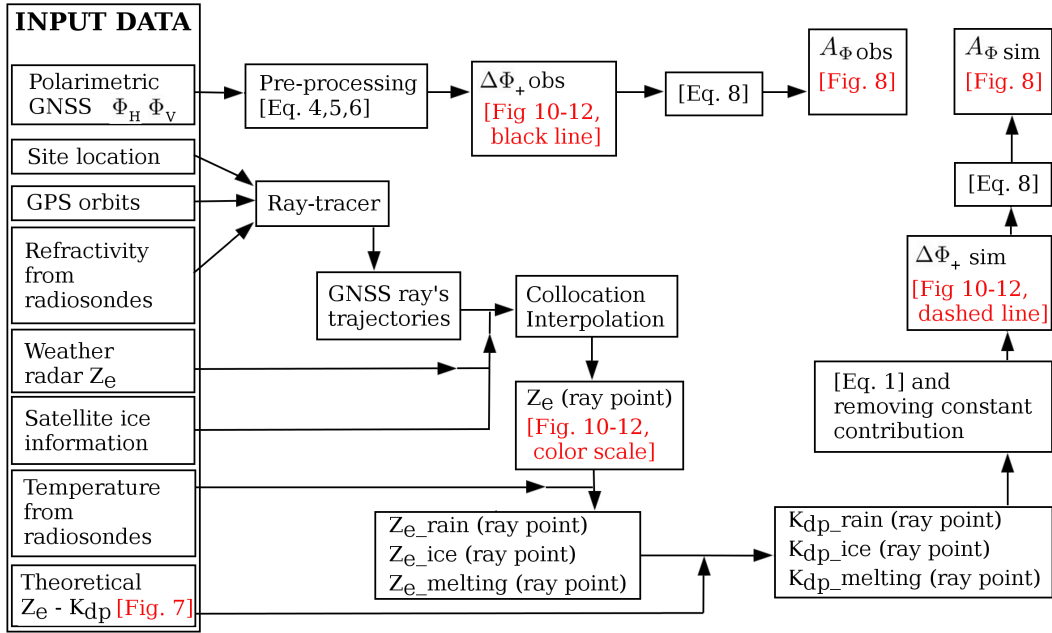 INPUT DATA
Polarimetric
GNSS Φ_H Φ_V
Site location
GPS orbits
Refractivity
from
radiosondes
Weather
radar Z_e
Satellite ice
information
Temperature
from
radiosondes
Theoretical
Z_e - K_dp [Fig. 7]
Pre-processing
[Eq. 4,5,6]
ΔΦ_+ obs
[Fig 10-12,
black line]
[Eq. 8]
A_Φ obs
[Fig. 8]
Ray-tracer
GNSS ray's
trajectories
Collocation
Interpolation
Z_e (ray point)
[Fig. 10-12,
color scale]
Z_e_rain (ray point)
Z_e_ice (ray point)
Z_e_melting (ray point)
K_dp_rain (ray point)
K_dp_ice (ray point)
K_dp_melting (ray point)
[Eq. 1] and
removing constant
contribution
ΔΦ_+ sim
[Fig 10-12,
dashed line]
[Eq. 8]
A_Φ sim
[Fig. 8]